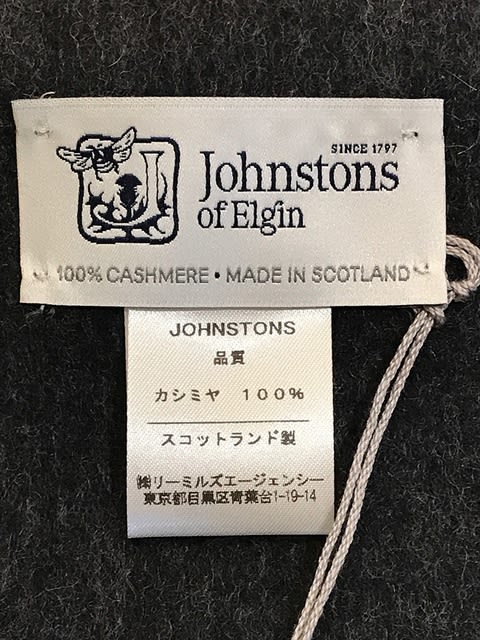 SINCE 1797
Johnstons
of Elgin
100% CASHMERE • MADE IN SCOTLAND
JOHNSTONS
品質
カシミヤ 100%
スコットランド製
㈱リーミルズエージェンシー
東京都目黒区青葉台1-19-14